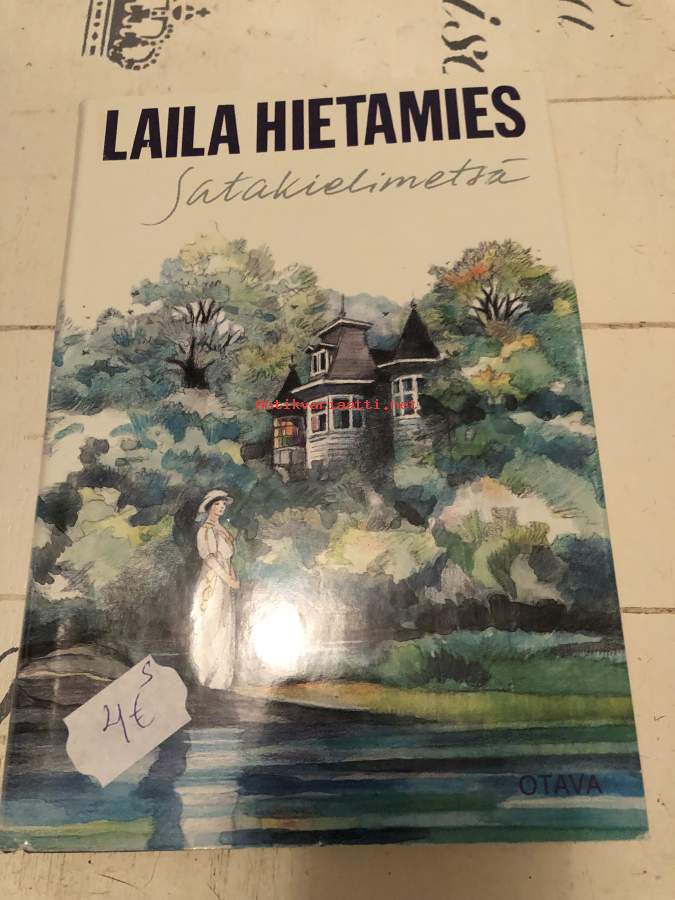 LAILA HIETAMIES
Satakielimetsä
antikvariaatti.net
S
4€
OTAVA